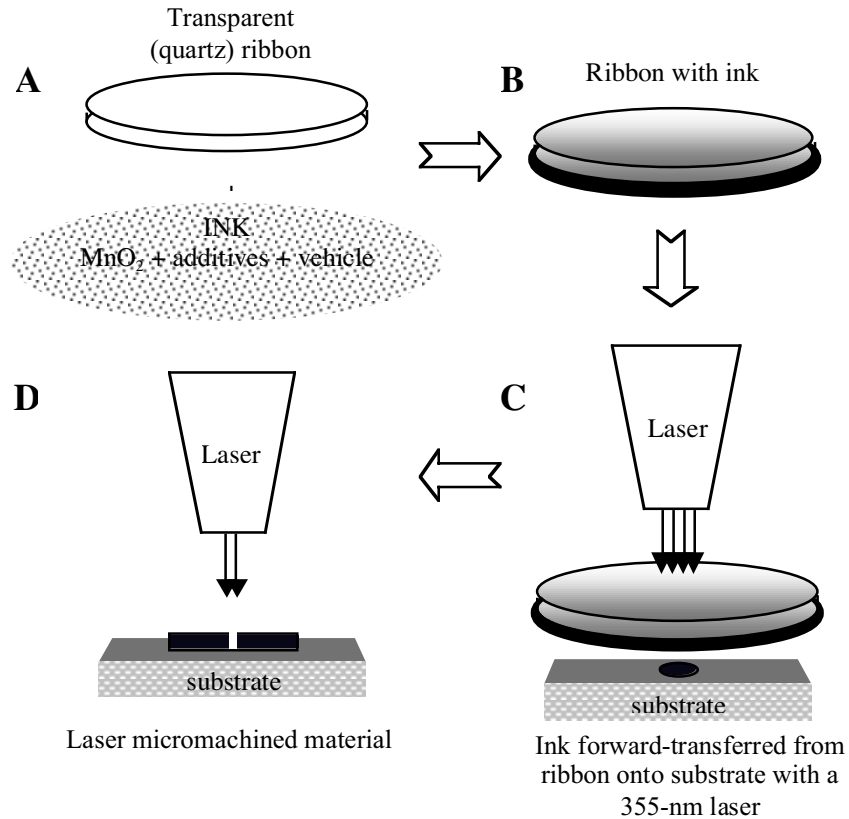 Transparent
(quartz) ribbon
A
INK
MnO₂ + additives + vehicle
B
Ribbon with ink
C
Laser
substrate
Ink forward-transferred from
ribbon onto substrate with a
355-nm laser
D
Laser
substrate
Laser micromachined material